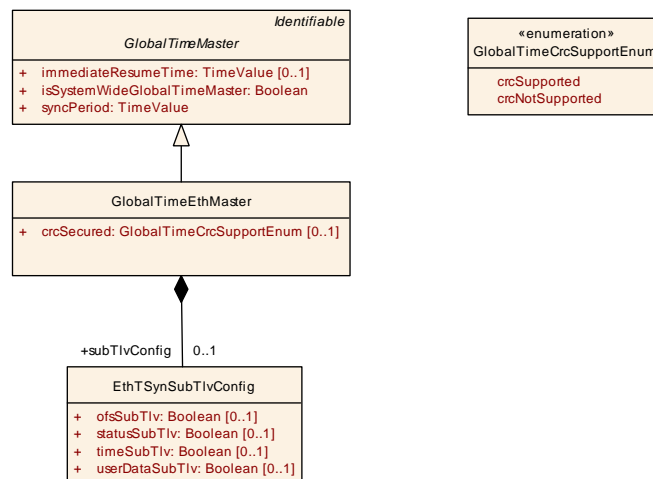 Identifiable
GlobalTimeMaster
+ immediateResumeTime: TimeValue [0..1]
+ isSystemWideGlobalTimeMaster: Boolean
+ syncPeriod: TimeValue
«enumeration»
GlobalTimeCrcSupportEnum
crcSupported
crcNotSupported
GlobalTimeEthMaster
+ crcSecured: GlobalTimeCrcSupportEnum [0..1]
+subTlvConfig 0..1
EthTSynSubTlvConfig
+ ofsSubTlv: Boolean [0..1]
+ statusSubTlv: Boolean [0..1]
+ timeSubTlv: Boolean [0..1]
+ userDataSubTlv: Boolean [0..1]